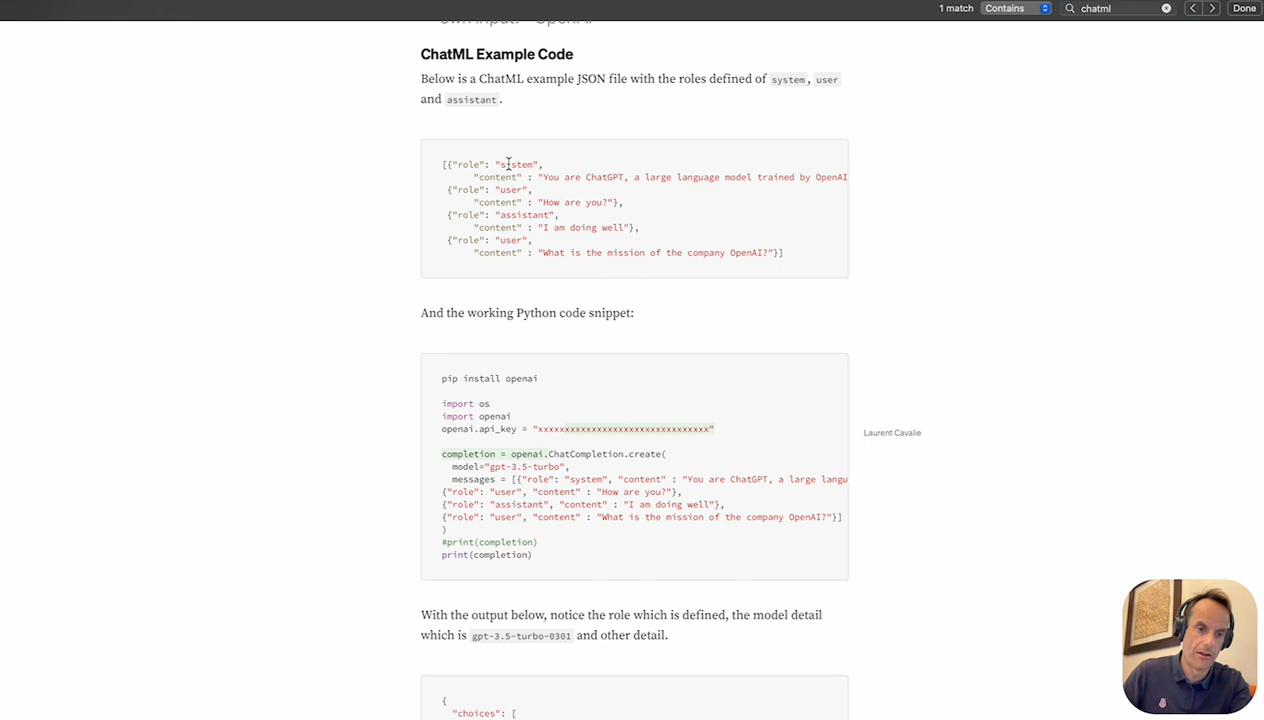 1 match
Contains
chatml
Done
ChatML Example Code
Below is a ChatML example JSON file with the roles defined of system, user
and assistant.
[{"role": "system",
"content" : "You are ChatGPT, a large language model trained by OpenAI
{"role": "user",
"content" : "How are you?"},
{"role": "assistant",
"content" : "I am doing well"},
{"role": "user",
"content" : "What is the mission of the company OpenAI?"}]
And the working Python code snippet:
pip install openai
import os
import openai
openai.api_key = "xxxxxxxxxxxxxxxxxxxxxxxxxxxxxxxx"
Laurent Cavalie
completion = openai.ChatCompletion.create(
model="gpt-3.5-turbo",
messages = [{"role": "system", "content" : "You are ChatGPT, a large langu
{"role": "user", "content" : "How are you?"},
{"role": "assistant", "content" : "I am doing well"},
{"role": "user", "content" : "What is the mission of the company OpenAI?"}]
)
#print(completion)
print(completion)
With the output below, notice the role which is defined, the model detail
which is gpt-3.5-turbo-0301 and other detail.
{
"choices": [